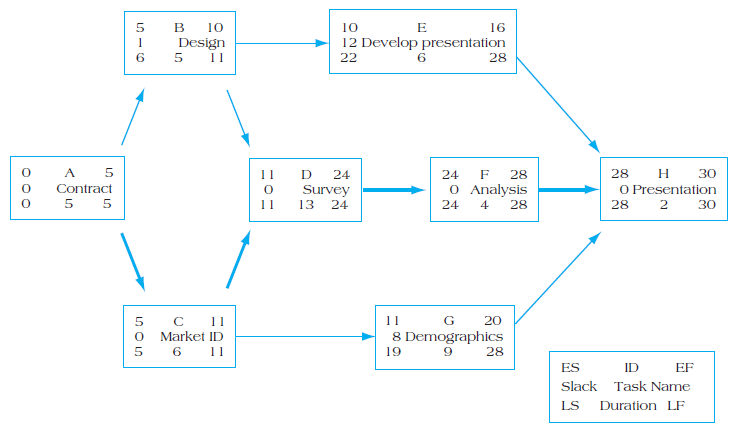 5 B 10
1 Design
6 5 11
10 E 16
12 Develop presentation
22 6 28
0 A 5
0 Contract
0 5 5
11 D 24
0 Survey
11 13 24
24 F 28
0 Analysis
24 4 28
28 H 30
0 Presentation
28 2 30
5 C 11
0 Market ID
5 6 11
11 G 20
8 Demographics
19 9 28
ES ID EF
Slack Task Name
LS Duration LF